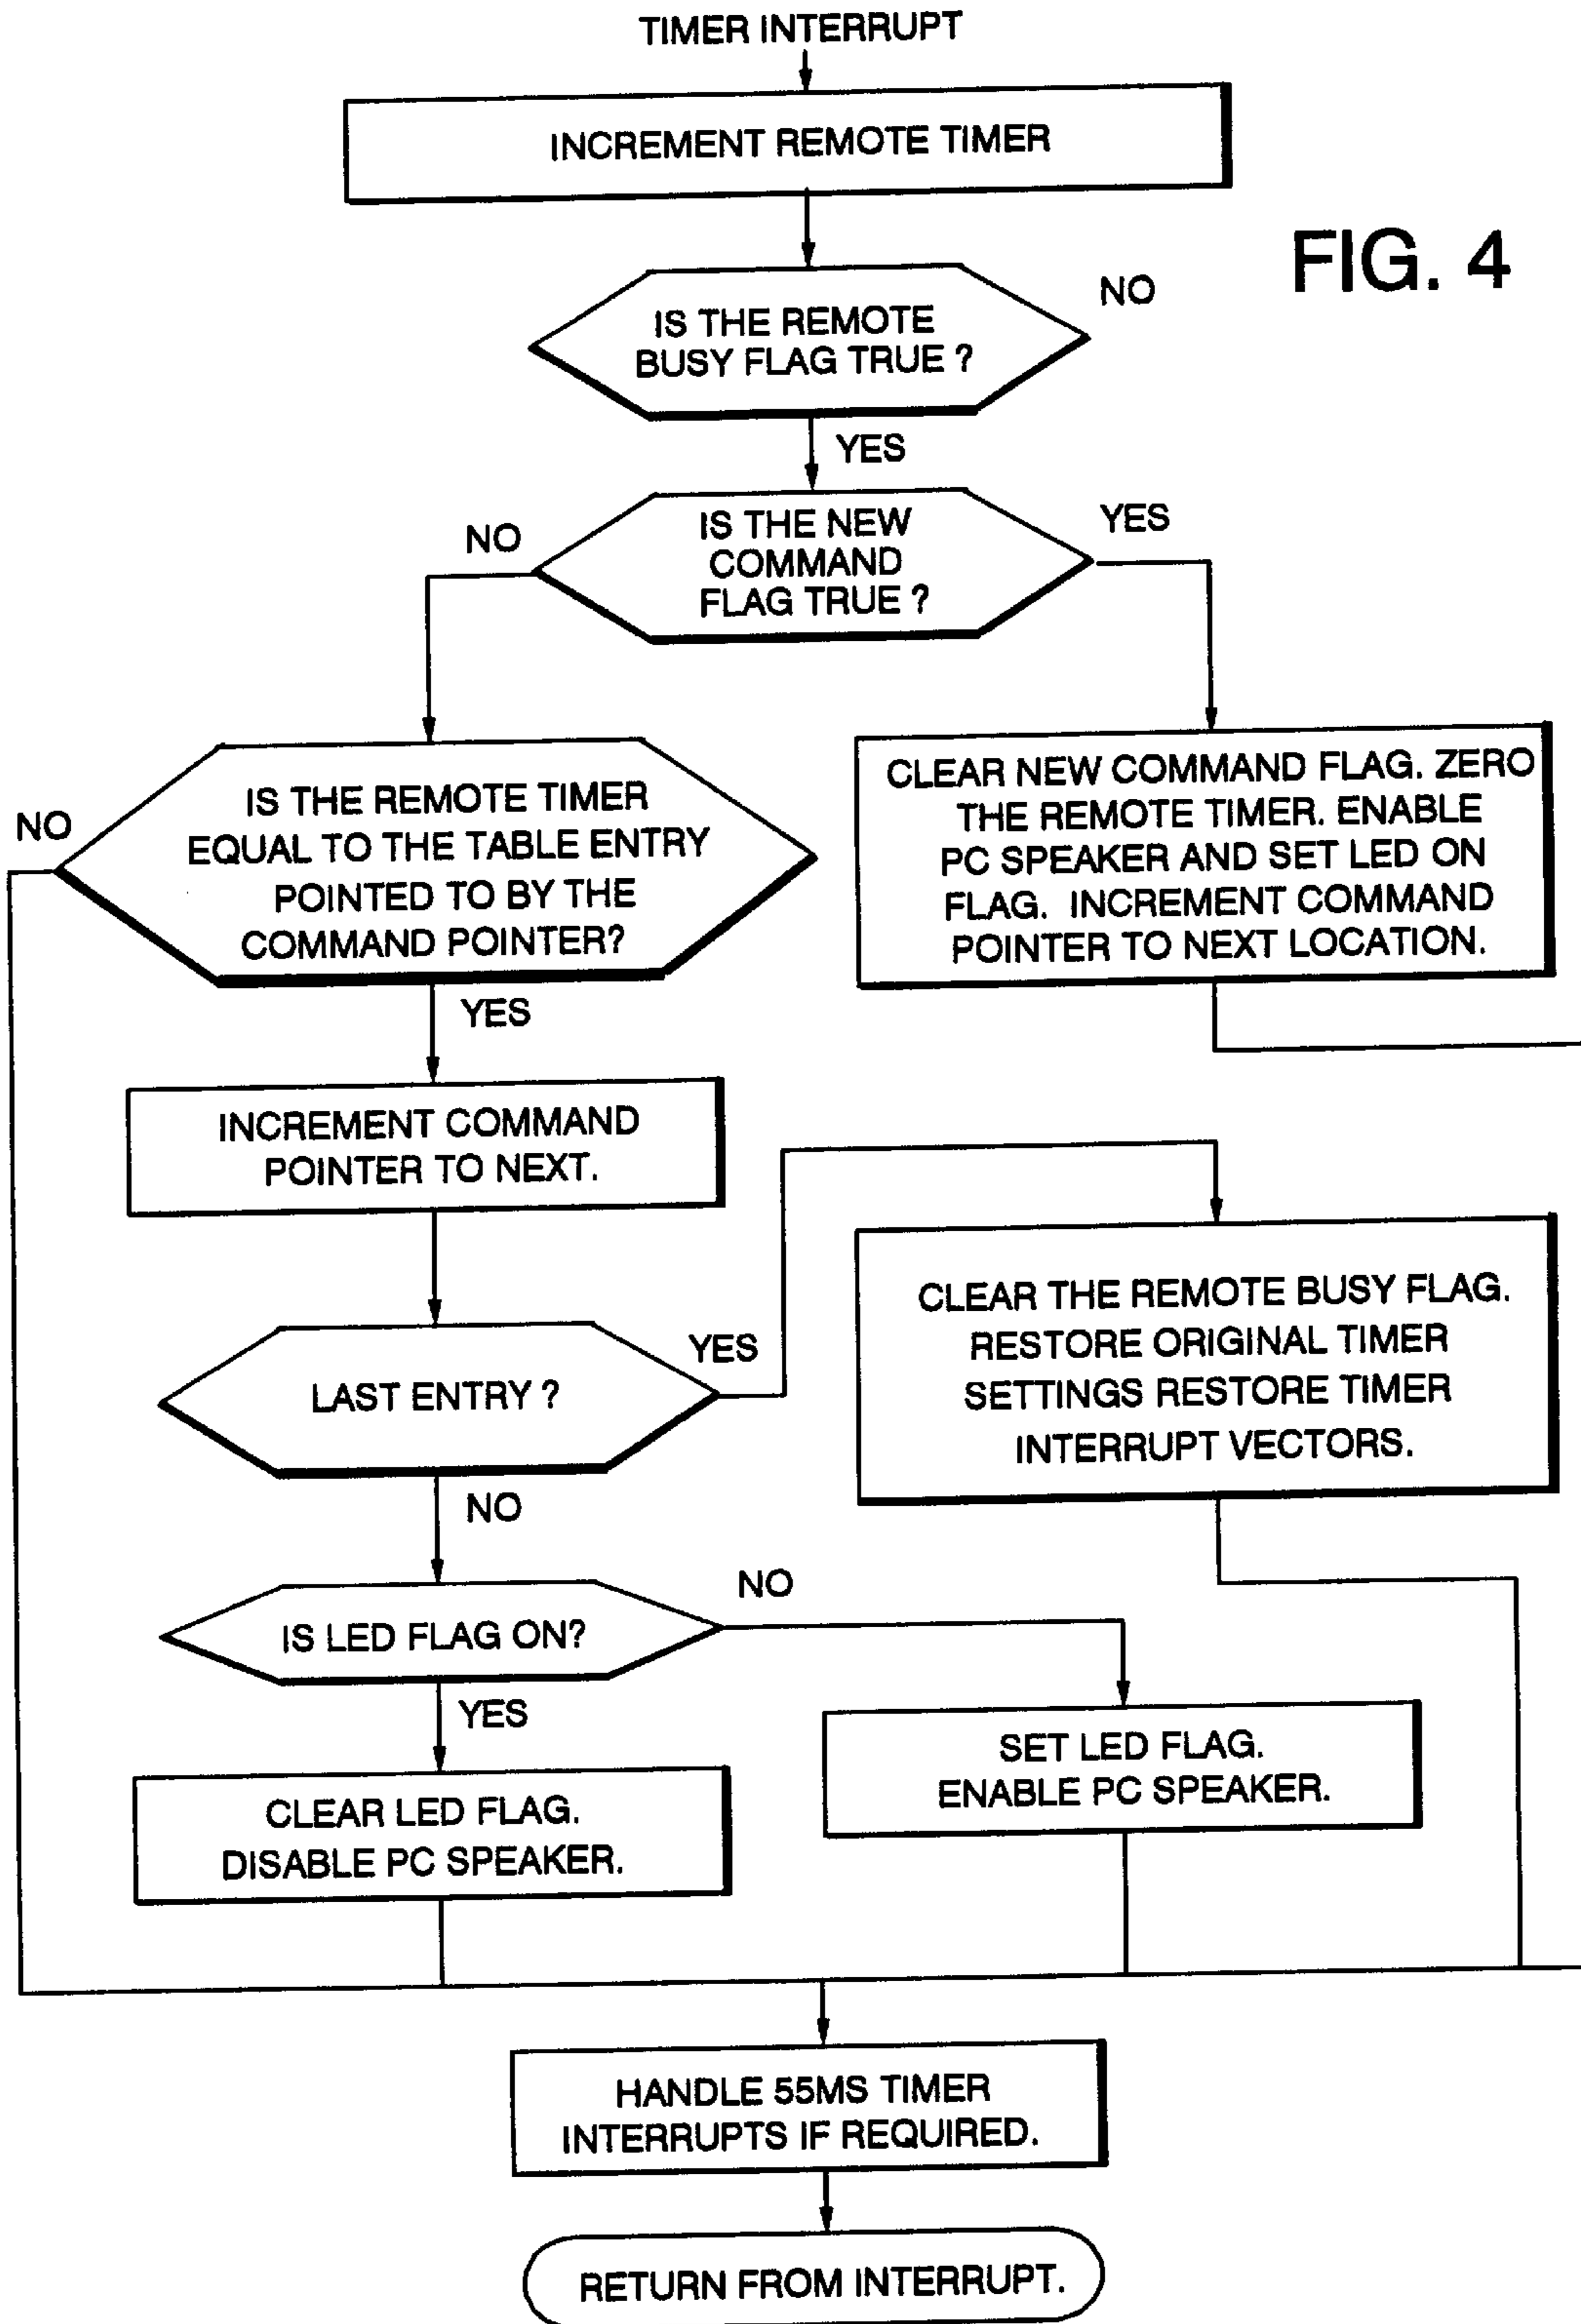 TIMER INTERRUPT
INCREMENT REMOTE TIMER
FIG. 4
IS THE REMOTE
BUSY FLAG TRUE ?
NO
YES
IS THE NEW
COMMAND
FLAG TRUE ?
NO
YES
IS THE REMOTE TIMER
EQUAL TO THE TABLE ENTRY
POINTED TO BY THE
COMMAND POINTER?
NO
YES
CLEAR NEW COMMAND FLAG. ZERO
THE REMOTE TIMER. ENABLE
PC SPEAKER AND SET LED ON
FLAG. INCREMENT COMMAND
POINTER TO NEXT LOCATION.
INCREMENT COMMAND
POINTER TO NEXT.
LAST ENTRY ?
YES
NO
CLEAR THE REMOTE BUSY FLAG.
RESTORE ORIGINAL TIMER
SETTINGS RESTORE TIMER
INTERRUPT VECTORS.
IS LED FLAG ON?
NO
YES
SET LED FLAG.
ENABLE PC SPEAKER.
CLEAR LED FLAG.
DISABLE PC SPEAKER.
HANDLE 55MS TIMER
INTERRUPTS IF REQUIRED.
RETURN FROM INTERRUPT.